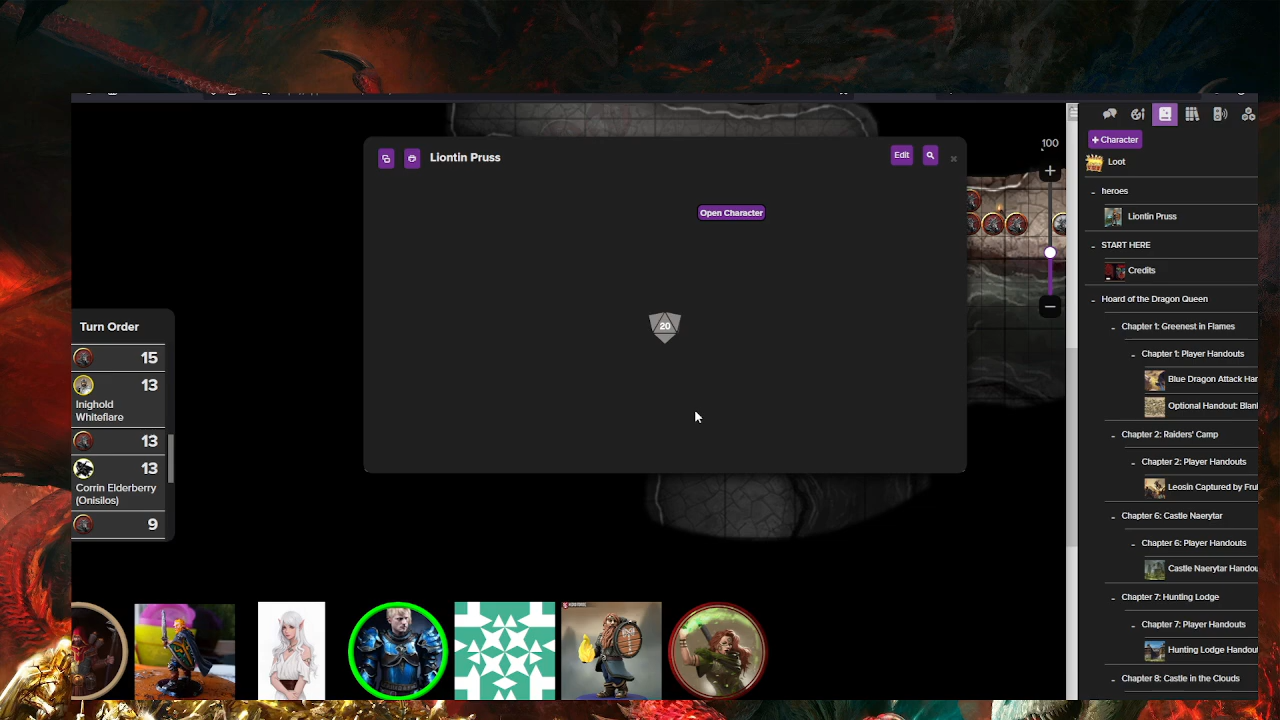 Liontin Pruss
Edit
Open Character
20
100
Turn Order
15
13
Inighold
Whiteflare
13
13
Corrin Elderberry
(Onisilos)
9
+ Character
Loot
heroes
Liontin Pruss
START HERE
Credits
Hoard of the Dragon Queen
Chapter 1: Greenest in Flames
Chapter 1: Player Handouts
Blue Dragon Attack Han
Optional Handout: Blan
Chapter 2: Raiders' Camp
Chapter 2: Player Handouts
Leosin Captured by Fru
Chapter 6: Castle Naerytar
Chapter 6: Player Handouts
Castle Naerytar Handou
Chapter 7: Hunting Lodge
Chapter 7: Player Handouts
Hunting Lodge Handout
Chapter 8: Castle in the Clouds